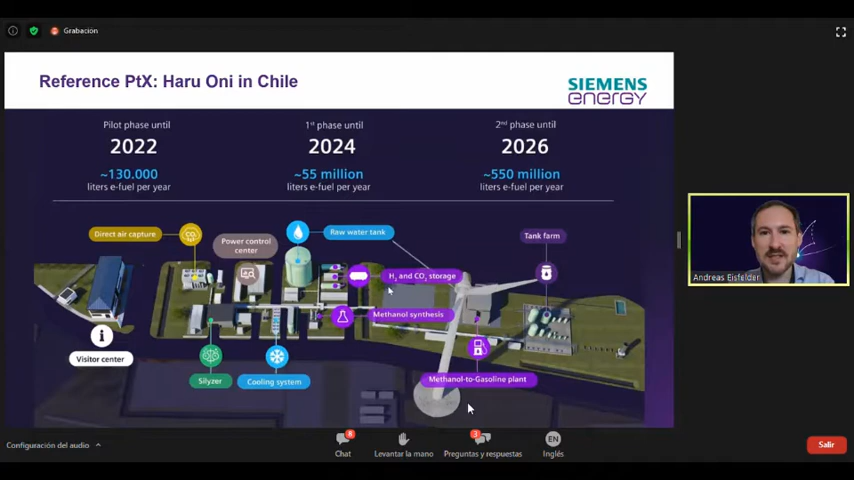 Grabación
Reference PtX: Haru Oni in Chile
SIEMENS
energy
Pilot phase until
2022
~130.000
liters e-fuel per year
1st phase until
2024
~55 million
liters e-fuel per year
2nd phase until
2026
~550 million
liters e-fuel per year
Direct air capture
CO₂
Power control
center
Raw water tank
Tank farm
H₂ and CO₂ storage
Methanol synthesis
Visitor center
Silyzer
Cooling system
Methanol-to-Gasoline plant
Andreas Eisfelder
Configuración del audio
8
Chat
Levantar la mano
3
Preguntas y respuestas
EN
Inglés
Salir